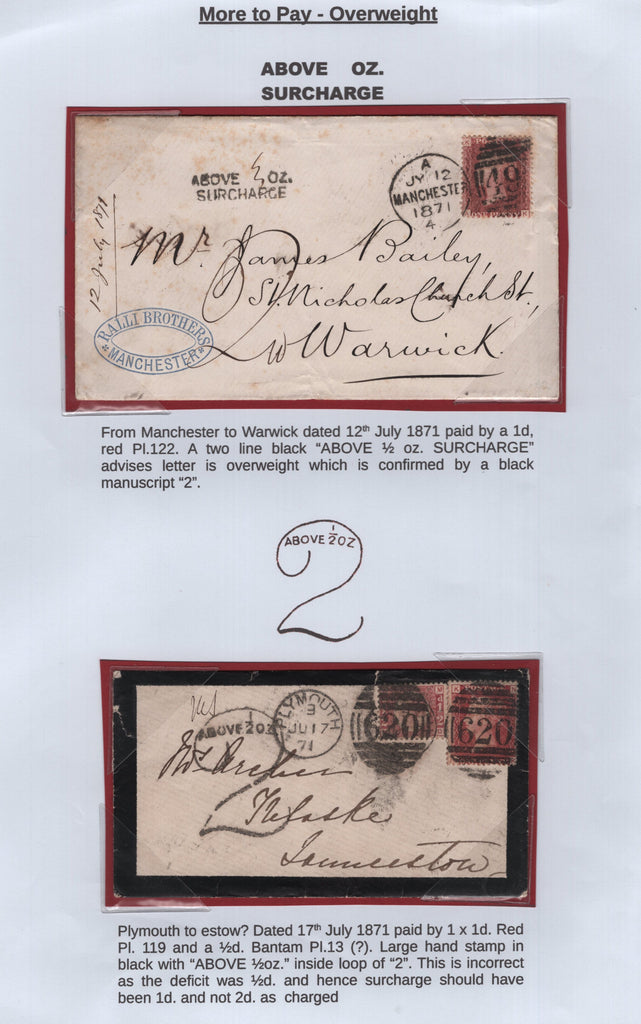 More to Pay - Overweight
ABOVE OZ.
SURCHARGE
ABOVE ½ OZ.
SURCHARGE
A
JY 12
MANCHESTER
1871
4
49
12 July 1871
Mr. James Bailey,
St. Nicholas Church St.,
Warwick.
2
RALLI BROTHERS
MANCHESTER
From Manchester to Warwick dated 12th July 1871 paid by a 1d,
red Pl.122. A two line black “ABOVE ½ oz. SURCHARGE”
advises letter is overweight which is confirmed by a black
manuscript “2”.
ABOVE ½ OZ
2
ABOVE ½ OZ
2
PLYMOUTH
B
JU 17
71
620
620
Mrs Archer
Launceston
Plymouth to estow? Dated 17th July 1871 paid by 1 x 1d. Red
Pl. 119 and a ½d. Bantam Pl.13 (?). Large hand stamp in
black with “ABOVE ½oz.” inside loop of “2”. This is incorrect
as the deficit was ½d. and hence surcharge should have
been 1d. and not 2d. as charged